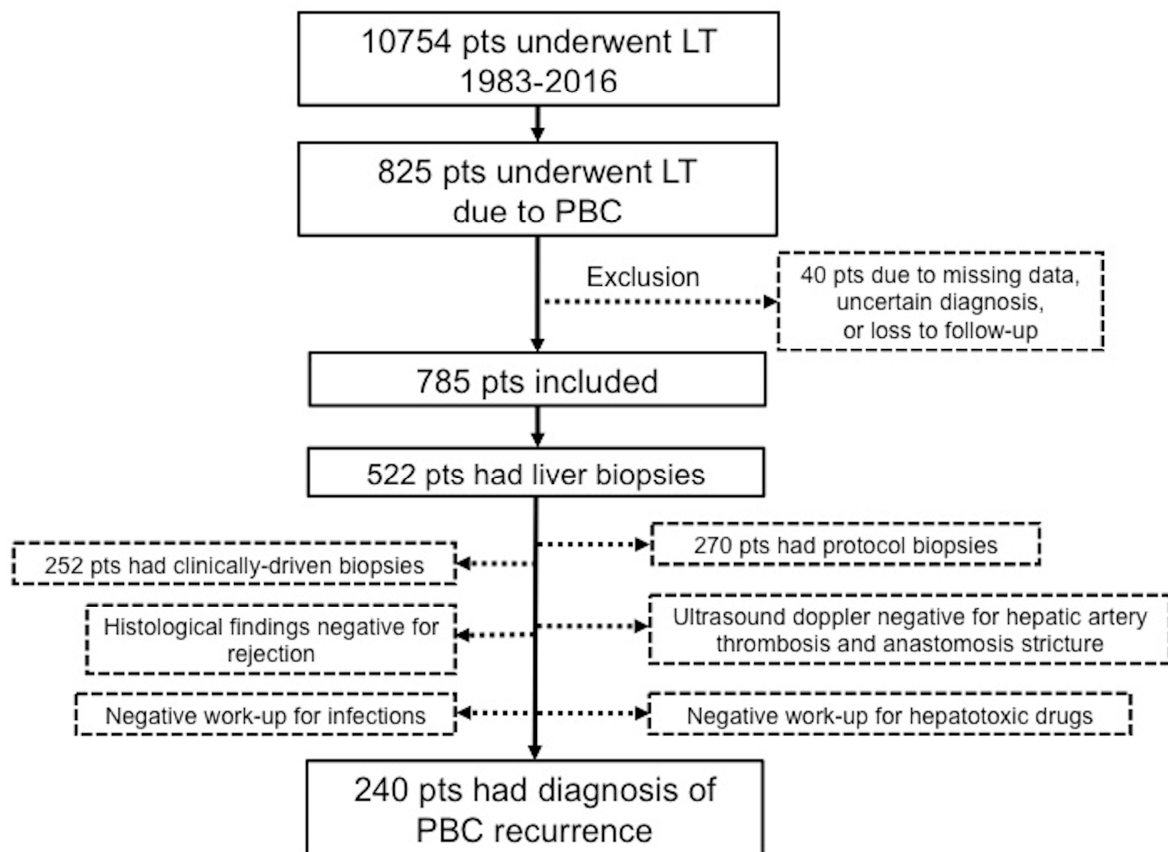 10754 pts underwent LT
1983-2016
825 pts underwent LT
due to PBC
Exclusion
40 pts due to missing data,
uncertain diagnosis,
or loss to follow-up
785 pts included
522 pts had liver biopsies
252 pts had clinically-driven biopsies
270 pts had protocol biopsies
Histological findings negative for
rejection
Ultrasound doppler negative for hepatic artery
thrombosis and anastomosis stricture
Negative work-up for infections
Negative work-up for hepatotoxic drugs
240 pts had diagnosis of
PBC recurrence